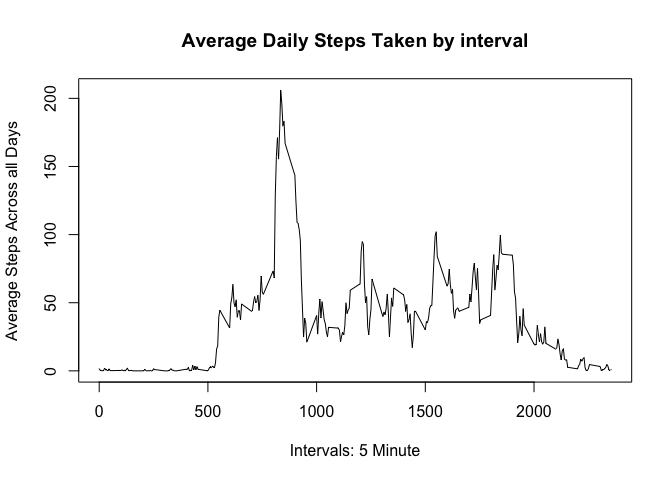 Average Daily Steps Taken by interval
Average Steps Across all Days
200
150
100
50
0
0 500 1000 1500 2000
Intervals: 5 Minute